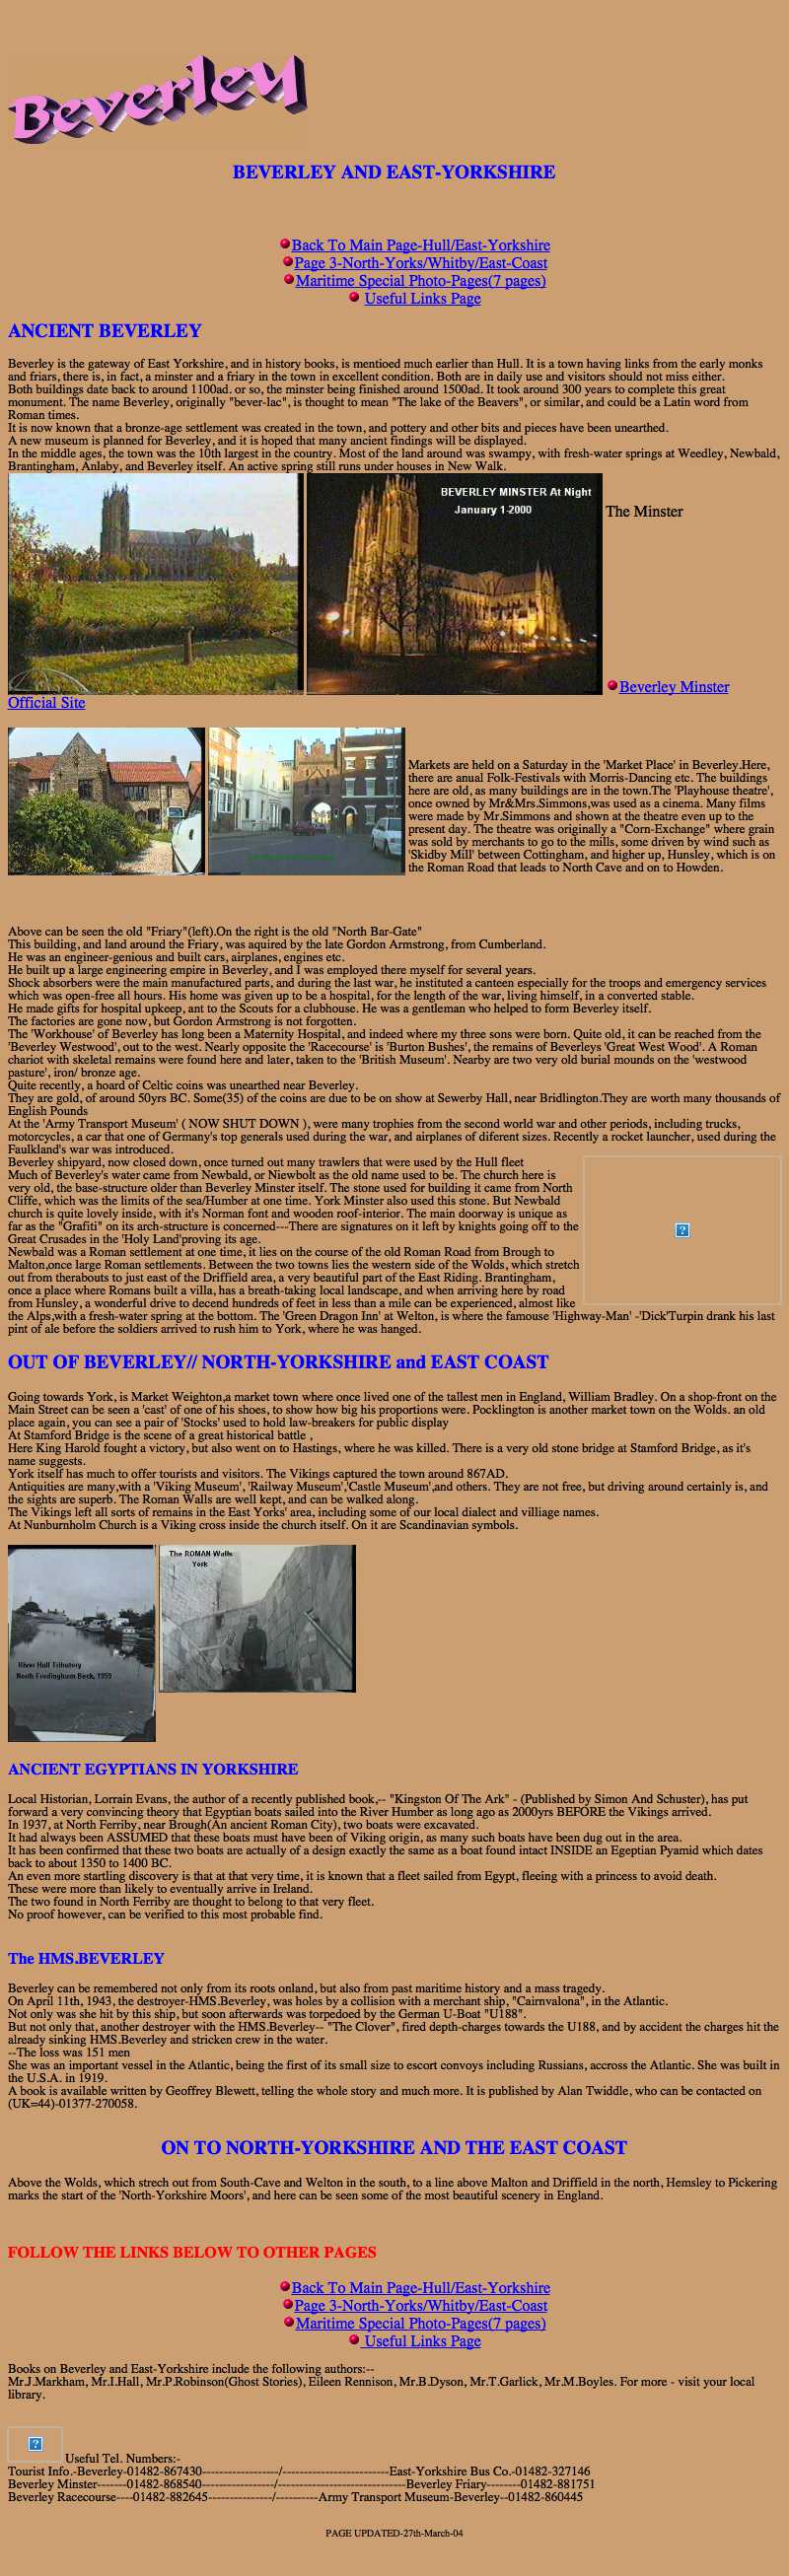 Beverley
BEVERLEY AND EAST-YORKSHIRE
Back To Main Page-Hull/East-Yorkshire
Page 3-North-Yorks/Whitby/East-Coast
Maritime Special Photo-Pages(7 pages)
Useful Links Page
ANCIENT BEVERLEY
Beverley is the gateway of East Yorkshire, and in history books, is mentioed much earlier than Hull. It is a town having links from the early monks
and friars, there is, in fact, a minster and a friary in the town in excellent condition. Both are in daily use and visitors should not miss either.
Both buildings date back to around 1100ad. or so, the minster being finished around 1500ad. It took around 300 years to complete this great
monument. The name Beverley, originally "bever-lac", is thought to mean "The lake of the Beavers", or similar, and could be a Latin word from
Roman times.
It is now known that a bronze-age settlement was created in the town, and pottery and other bits and pieces have been unearthed.
A new museum is planned for Beverley, and it is hoped that many ancient findings will be displayed.
In the middle ages, the town was the 10th largest in the country. Most of the land around was swampy, with fresh-water springs at Weedley, Newbald,
Brantingham, Anlaby, and Beverley itself. An active spring still runs under houses in New Walk.
BEVERLEY MINSTER At Night
January 1-2000
The Minster
Beverley Minster
Official Site
Markets are held on a Saturday in the 'Market Place' in Beverley.Here,
there are anual Folk-Festivals with Morris-Dancing etc. The buildings
here are old, as many buildings are in the town.The 'Playhouse theatre',
once owned by Mr&Mrs.Simmons,was used as a cinema. Many films
were made by Mr.Simmons and shown at the theatre even up to the
present day. The theatre was originally a "Corn-Exchange" where grain
was sold by merchants to go to the mills, some driven by wind such as
'Skidby Mill' between Cottingham, and higher up, Hunsley, which is on
the Roman Road that leads to North Cave and on to Howden.
Above can be seen the old "Friary"(left).On the right is the old "North Bar-Gate"
This building, and land around the Friary, was aquired by the late Gordon Armstrong, from Cumberland.
He was an engineer-genious and built cars, airplanes, engines etc.
He built up a large engineering empire in Beverley, and I was employed there myself for several years.
Shock absorbers were the main manufactured parts, and during the last war, he instituted a canteen especially for the troops and emergency services
which was open-free all hours. His home was given up to be a hospital, for the length of the war, living himself, in a converted stable.
He made gifts for hospital upkeep, ant to the Scouts for a clubhouse. He was a gentleman who helped to form Beverley itself.
The factories are gone now, but Gordon Armstrong is not forgotten.
The 'Workhouse' of Beverley has long been a Maternity Hospital, and indeed where my three sons were born. Quite old, it can be reached from the
'Beverley Westwood', out to the west. Nearly opposite the 'Racecourse' is 'Burton Bushes', the remains of Beverleys 'Great West Wood'. A Roman
chariot with skeletal remains were found here and later, taken to the 'British Museum'. Nearby are two very old burial mounds on the 'westwood
pasture', iron/ bronze age.
Quite recently, a hoard of Celtic coins was unearthed near Beverley.
They are gold, of around 50yrs BC. Some(35) of the coins are due to be on show at Sewerby Hall, near Bridlington.They are worth many thousands of
English Pounds
At the 'Army Transport Museum' ( NOW SHUT DOWN ), were many trophies from the second world war and other periods, including trucks,
motorcycles, a car that one of Germany's top generals used during the war, and airplanes of diferent sizes. Recently a rocket launcher, used during the
Faulkland's war was introduced.
Beverley shipyard, now closed down, once turned out many trawlers that were used by the Hull fleet
Much of Beverley's water came from Newbald, or Niewbolt as the old name used to be. The church here is
very old, the base-structure older than Beverley Minster itself. The stone used for building it came from North
Cliffe, which was the limits of the sea/Humber at one time. York Minster also used this stone. But Newbald
church is quite lovely inside, with it's Norman font and wooden roof-interior. The main doorway is unique as
far as the "Grafiti" on its arch-structure is concerned---There are signatures on it left by knights going off to the
Great Crusades in the 'Holy Land'proving its age.
Newbald was a Roman settlement at one time, it lies on the course of the old Roman Road from Brough to
Malton,once large Roman settlements. Between the two towns lies the western side of the Wolds, which stretch
out from therabouts to just east of the Driffield area, a very beautiful part of the East Riding. Brantingham,
once a place where Romans built a villa, has a breath-taking local landscape, and when arriving here by road
from Hunsley, a wonderful drive to decend hundreds of feet in less than a mile can be experienced, almost like
the Alps,with a fresh-water spring at the bottom. The 'Green Dragon Inn' at Welton, is where the famouse 'Highway-Man' -'Dick'Turpin drank his last
pint of ale before the soldiers arrived to rush him to York, where he was hanged.
OUT OF BEVERLEY// NORTH-YORKSHIRE and EAST COAST
Going towards York, is Market Weighton,a market town where once lived one of the tallest men in England, William Bradley. On a shop-front on the
Main Street can be seen a 'cast' of one of his shoes, to show how big his proportions were. Pocklington is another market town on the Wolds. an old
place again, you can see a pair of 'Stocks' used to hold law-breakers for public display
At Stamford Bridge is the scene of a great historical battle ,
Here King Harold fought a victory, but also went on to Hastings, where he was killed. There is a very old stone bridge at Stamford Bridge, as it's
name suggests.
York itself has much to offer tourists and visitors. The Vikings captured the town around 867AD.
Antiquities are many,with a 'Viking Museum', 'Railway Museum','Castle Museum',and others. They are not free, but driving around certainly is, and
the sights are superb. The Roman Walls are well kept, and can be walked along.
The Vikings left all sorts of remains in the East Yorks' area, including some of our local dialect and villiage names.
At Nunburnholm Church is a Viking cross inside the church itself. On it are Scandinavian symbols.
The ROMAN Walls
York
River Hull Tributory
North Frodinghum Beck, 1959
ANCIENT EGYPTIANS IN YORKSHIRE
Local Historian, Lorrain Evans, the author of a recently published book,-- "Kingston Of The Ark" - (Published by Simon And Schuster), has put
forward a very convincing theory that Egyptian boats sailed into the River Humber as long ago as 2000yrs BEFORE the Vikings arrived.
In 1937, at North Ferriby, near Brough(An ancient Roman City), two boats were excavated.
It had always been ASSUMED that these boats must have been of Viking origin, as many such boats have been dug out in the area.
It has been confirmed that these two boats are actually of a design exactly the same as a boat found intact INSIDE an Egeptian Pyamid which dates
back to about 1350 to 1400 BC.
An even more startling discovery is that at that very time, it is known that a fleet sailed from Egypt, fleeing with a princess to avoid death.
These were more than likely to eventually arrive in Ireland.
The two found in North Ferriby are thought to belong to that very fleet.
No proof however, can be verified to this most probable find.
The HMS.BEVERLEY
Beverley can be remembered not only from its roots onland, but also from past maritime history and a mass tragedy.
On April 11th, 1943, the destroyer-HMS.Beverley, was holes by a collision with a merchant ship, "Cairnvalona", in the Atlantic.
Not only was she hit by this ship, but soon afterwards was torpedoed by the German U-Boat "U188".
But not only that, another destroyer with the HMS.Beverley-- "The Clover", fired depth-charges towards the U188, and by accident the charges hit the
already sinking HMS.Beverley and stricken crew in the water.
--The loss was 151 men
She was an important vessel in the Atlantic, being the first of its small size to escort convoys including Russians, accross the Atlantic. She was built in
the U.S.A. in 1919.
A book is available written by Geoffrey Blewett, telling the whole story and much more. It is published by Alan Twiddle, who can be contacted on
(UK=44)-01377-270058.
ON TO NORTH-YORKSHIRE AND THE EAST COAST
Above the Wolds, which strech out from South-Cave and Welton in the south, to a line above Malton and Driffield in the north, Hemsley to Pickering
marks the start of the 'North-Yorkshire Moors', and here can be seen some of the most beautiful scenery in England.
FOLLOW THE LINKS BELOW TO OTHER PAGES
Back To Main Page-Hull/East-Yorkshire
Page 3-North-Yorks/Whitby/East-Coast
Maritime Special Photo-Pages(7 pages)
Useful Links Page
Books on Beverley and East-Yorkshire include the following authors:--
Mr.J.Markham, Mr.I.Hall, Mr.P.Robinson(Ghost Stories), Eileen Rennison, Mr.B.Dyson, Mr.T.Garlick, Mr.M.Boyles. For more - visit your local
library.
Useful Tel. Numbers:-
Tourist Info.-Beverley-01482-867430------------------/-------------------------East-Yorkshire Bus Co.-01482-327146
Beverley Minster-------01482-868540-----------------/------------------------------Beverley Friary--------01482-881751
Beverley Racecourse----01482-882645---------------/----------Army Transport Museum-Beverley--01482-860445
PAGE UPDATED-27th-March-04